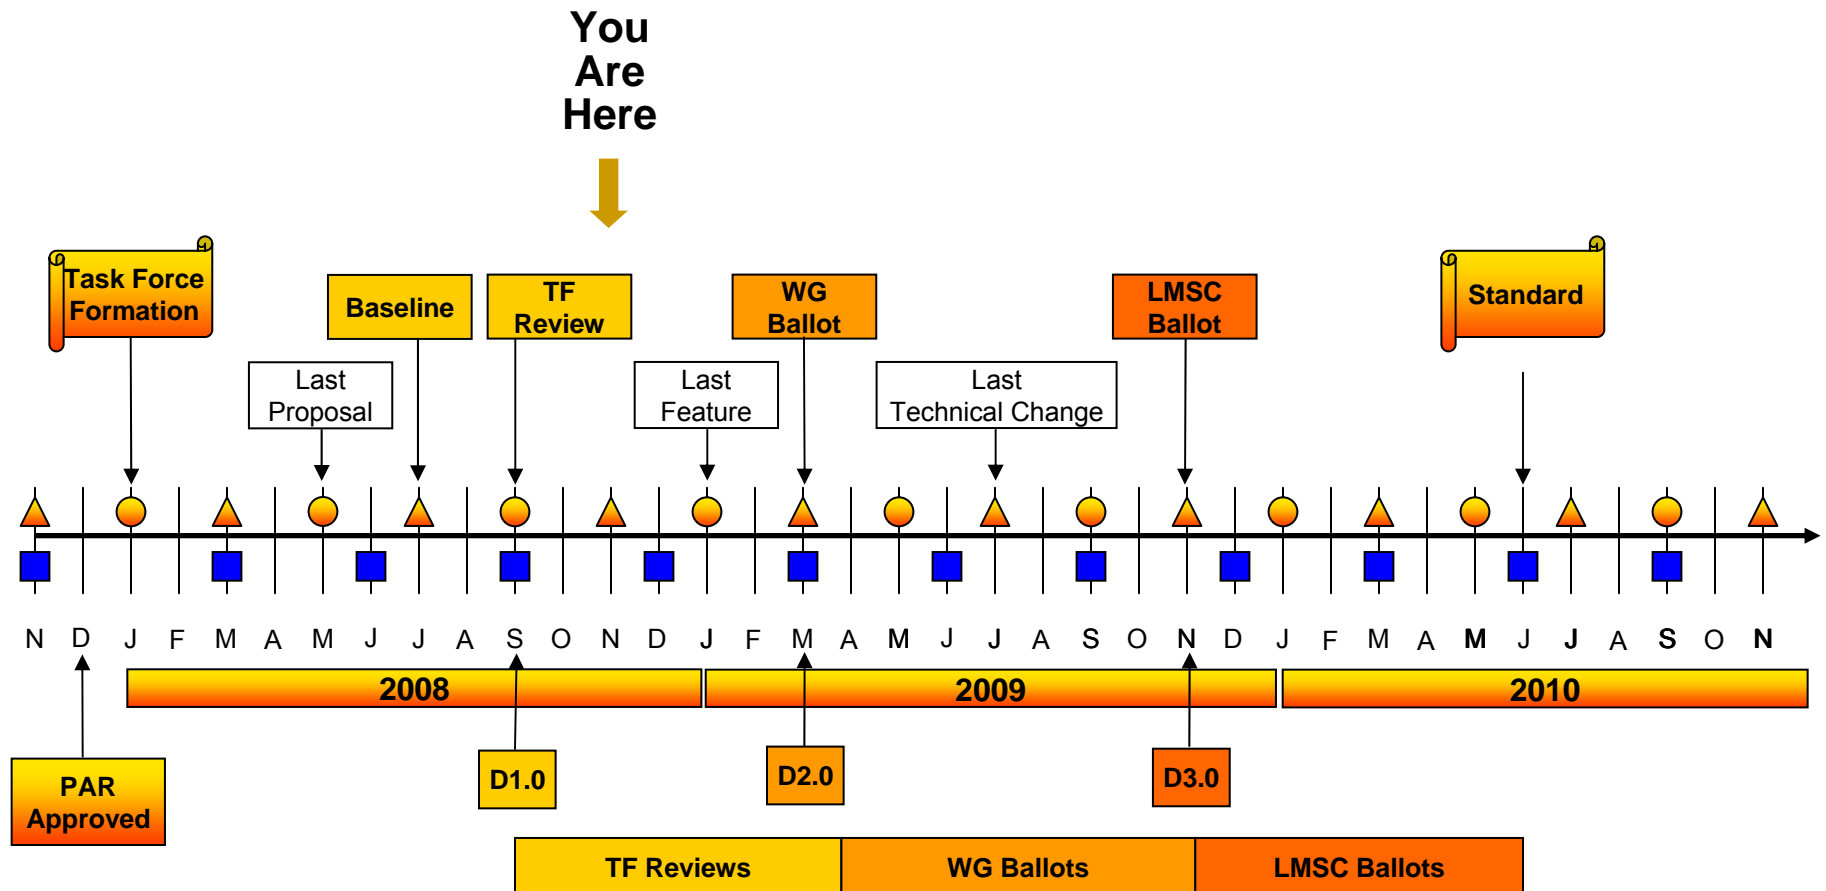 You
Are
Here
Task Force
Formation
Baseline
TF
Review
WG
Ballot
LMSC
Ballot
Standard
Last
Proposal
Last
Feature
Last
Technical Change
N D J F M A M J J A S O N D J F M A M J J A S O N D J F M A M J J A S O N
2008 2009 2010
PAR
Approved
D1.0
D2.0
D3.0
TF Reviews WG Ballots LMSC Ballots